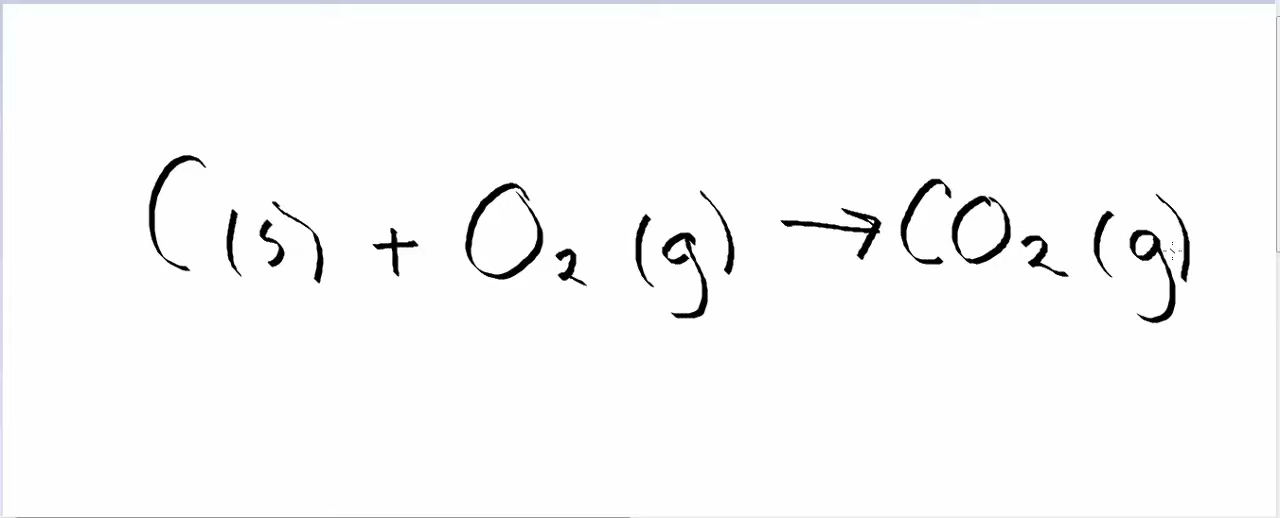 C (s) + O₂ (g) → CO₂ (g)